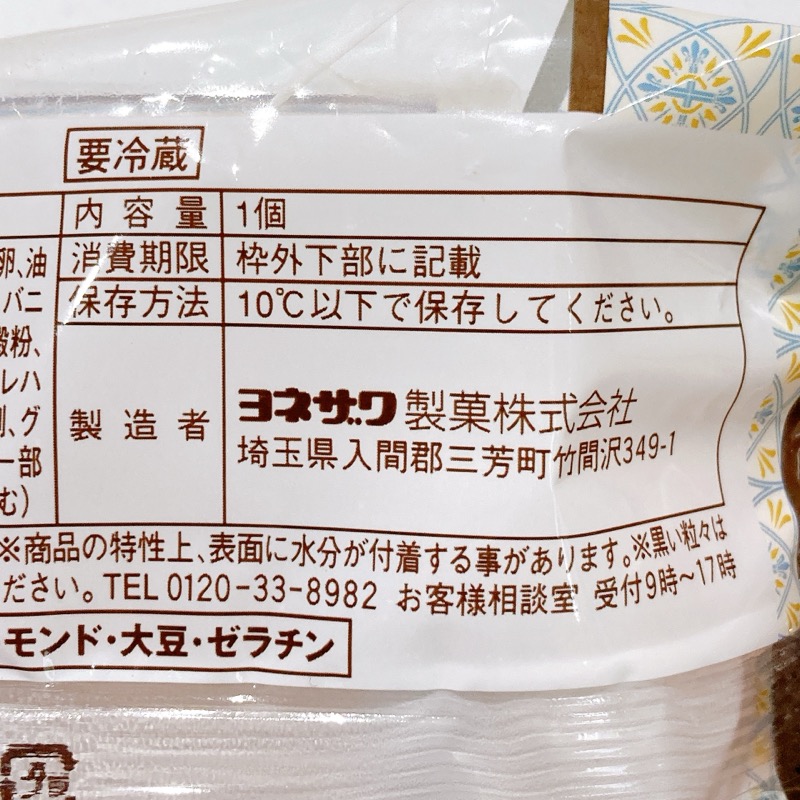 要冷蔵
内容量 1個
卵、油 消費期限 枠外下部に記載
バニ 保存方法 10℃以下で保存してください。
殺粉、
レハ
製造者 ヨネザワ製菓株式会社
、グ 埼玉県入間郡三芳町竹間沢349-1
一部
む)
※商品の特性上、表面に水分が付着する事があります。※黒い粒々は
ださい。TEL 0120-33-8982 お客様相談室 受付9時～17時
モンド・大豆・ゼラチン